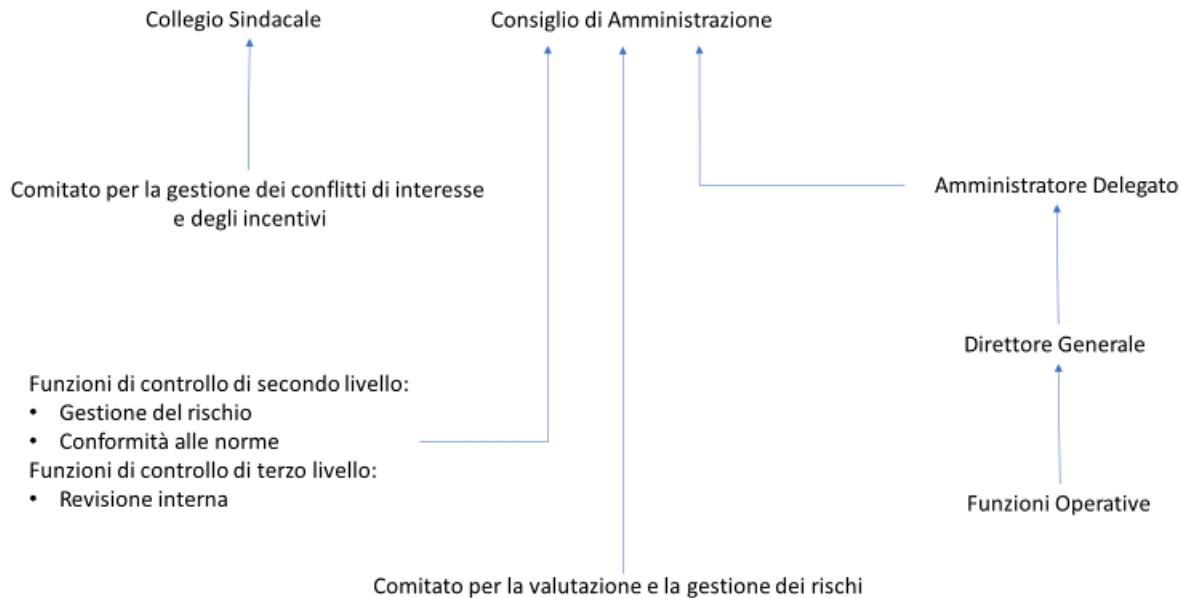 Collegio Sindacale
Consiglio di Amministrazione
Comitato per la gestione dei conflitti di interesse
e degli incentivi
Amministratore Delegato
Direttore Generale
Funzioni di controllo di secondo livello:
• Gestione del rischio
• Conformità alle norme
Funzioni di controllo di terzo livello:
• Revisione interna
Funzioni Operative
Comitato per la valutazione e la gestione dei rischi